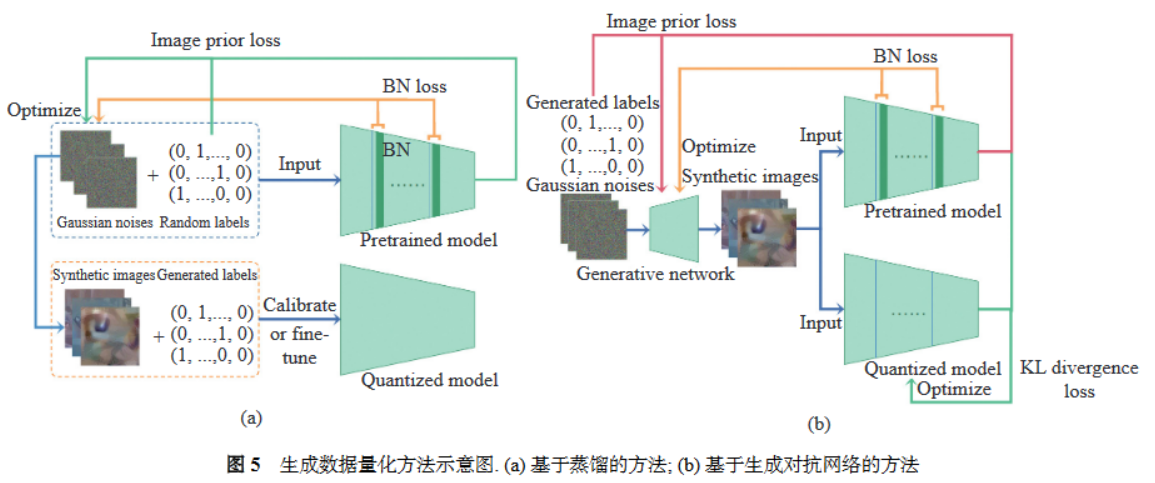 Image prior loss
BN loss
Optimize
BN
(0, 1,..., 0)
(0, ...,1, 0)
(1, ...,0, 0)
+
......
Input
Gaussian noises
Random labels
Pretrained model
Synthetic images
Generated labels
(0, 1,..., 0)
(0, ...,1, 0)
(1, ...,0, 0)
+
Calibrate
or fine-
tune
Quantized model
(a)
Image prior loss
BN loss
Generated labels
(0, 1,..., 0)
(0, ...,1, 0)
(1, ...,0, 0)
Gaussian noises
Optimize
Synthetic images
Input
......
Pretrained model
Generative network
Input
......
Quantized model
Optimize
KL divergence
loss
(b)
图 5 生成数据量化方法示意图. (a) 基于蒸馏的方法; (b) 基于生成对抗网络的方法